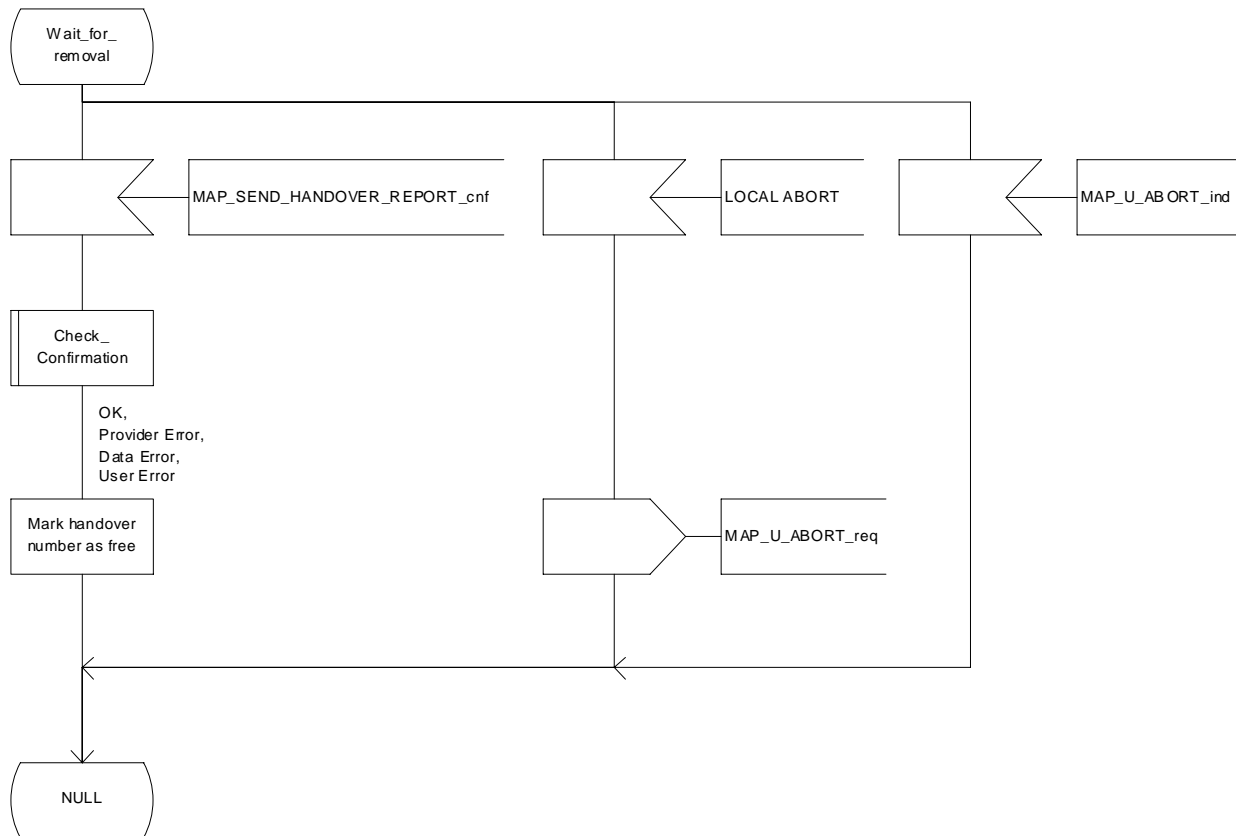 Wait_for_
removal
MAP_SEND_HANDOVER_REPORT_cnf
LOCAL ABORT
MAP_U_ABORT_ind
Check_
Confirmation
OK,
Provider Error,
Data Error,
User Error
Mark handover
number as free
MAP_U_ABORT_req
NULL